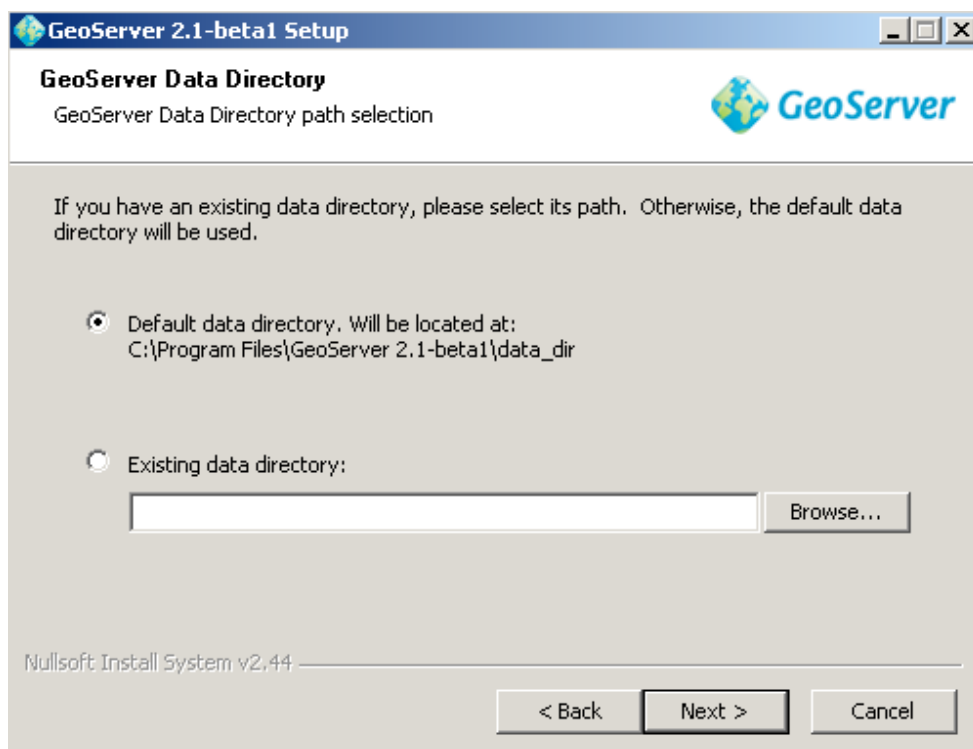 GeoServer 2.1-beta1 Setup
GeoServer Data Directory
GeoServer Data Directory path selection
GeoServer
If you have an existing data directory, please select its path.  Otherwise, the default data
directory will be used.
Default data directory. Will be located at:
C:\Program Files\GeoServer 2.1-beta1\data_dir
Existing data directory:
Browse...
Nullsoft Install System v2.44
< Back
Next >
Cancel